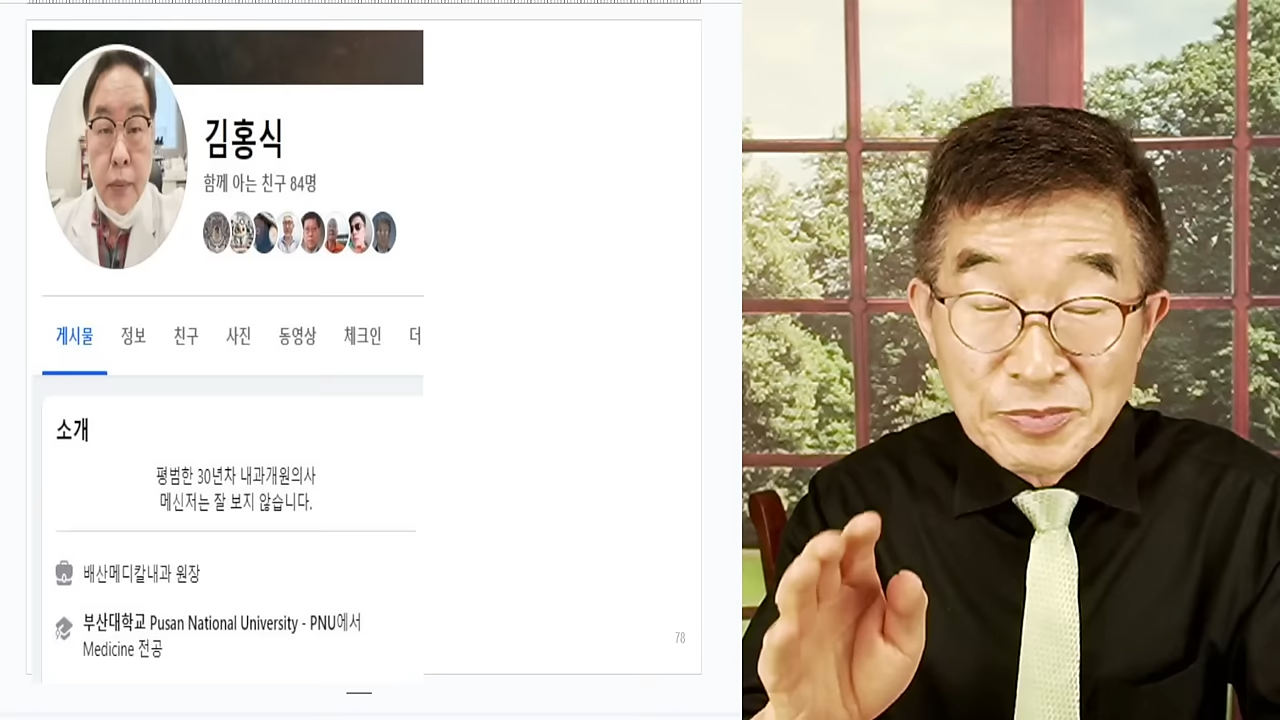 김홍식
함께 아는 친구 84명
게시물 정보 친구 사진 동영상 체크인 더
소개
평범한 30년차 내과개원의사
메신저는 잘 보지 않습니다.
배산메디칼내과 원장
부산대학교 Pusan National University - PNU에서
Medicine 전공
78